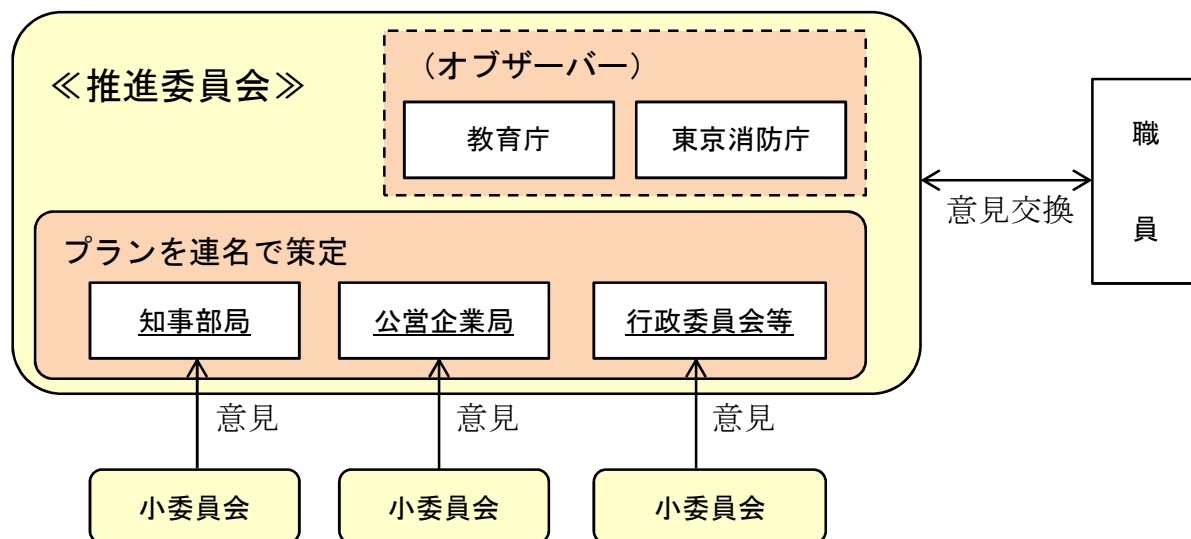 ≪推進委員会≫
(オブザーバー)
教育庁
東京消防庁
プランを連名で策定
知事部局
公営企業局
行政委員会等
意見交換
職
員
意見
意見
意見
小委員会
小委員会
小委員会